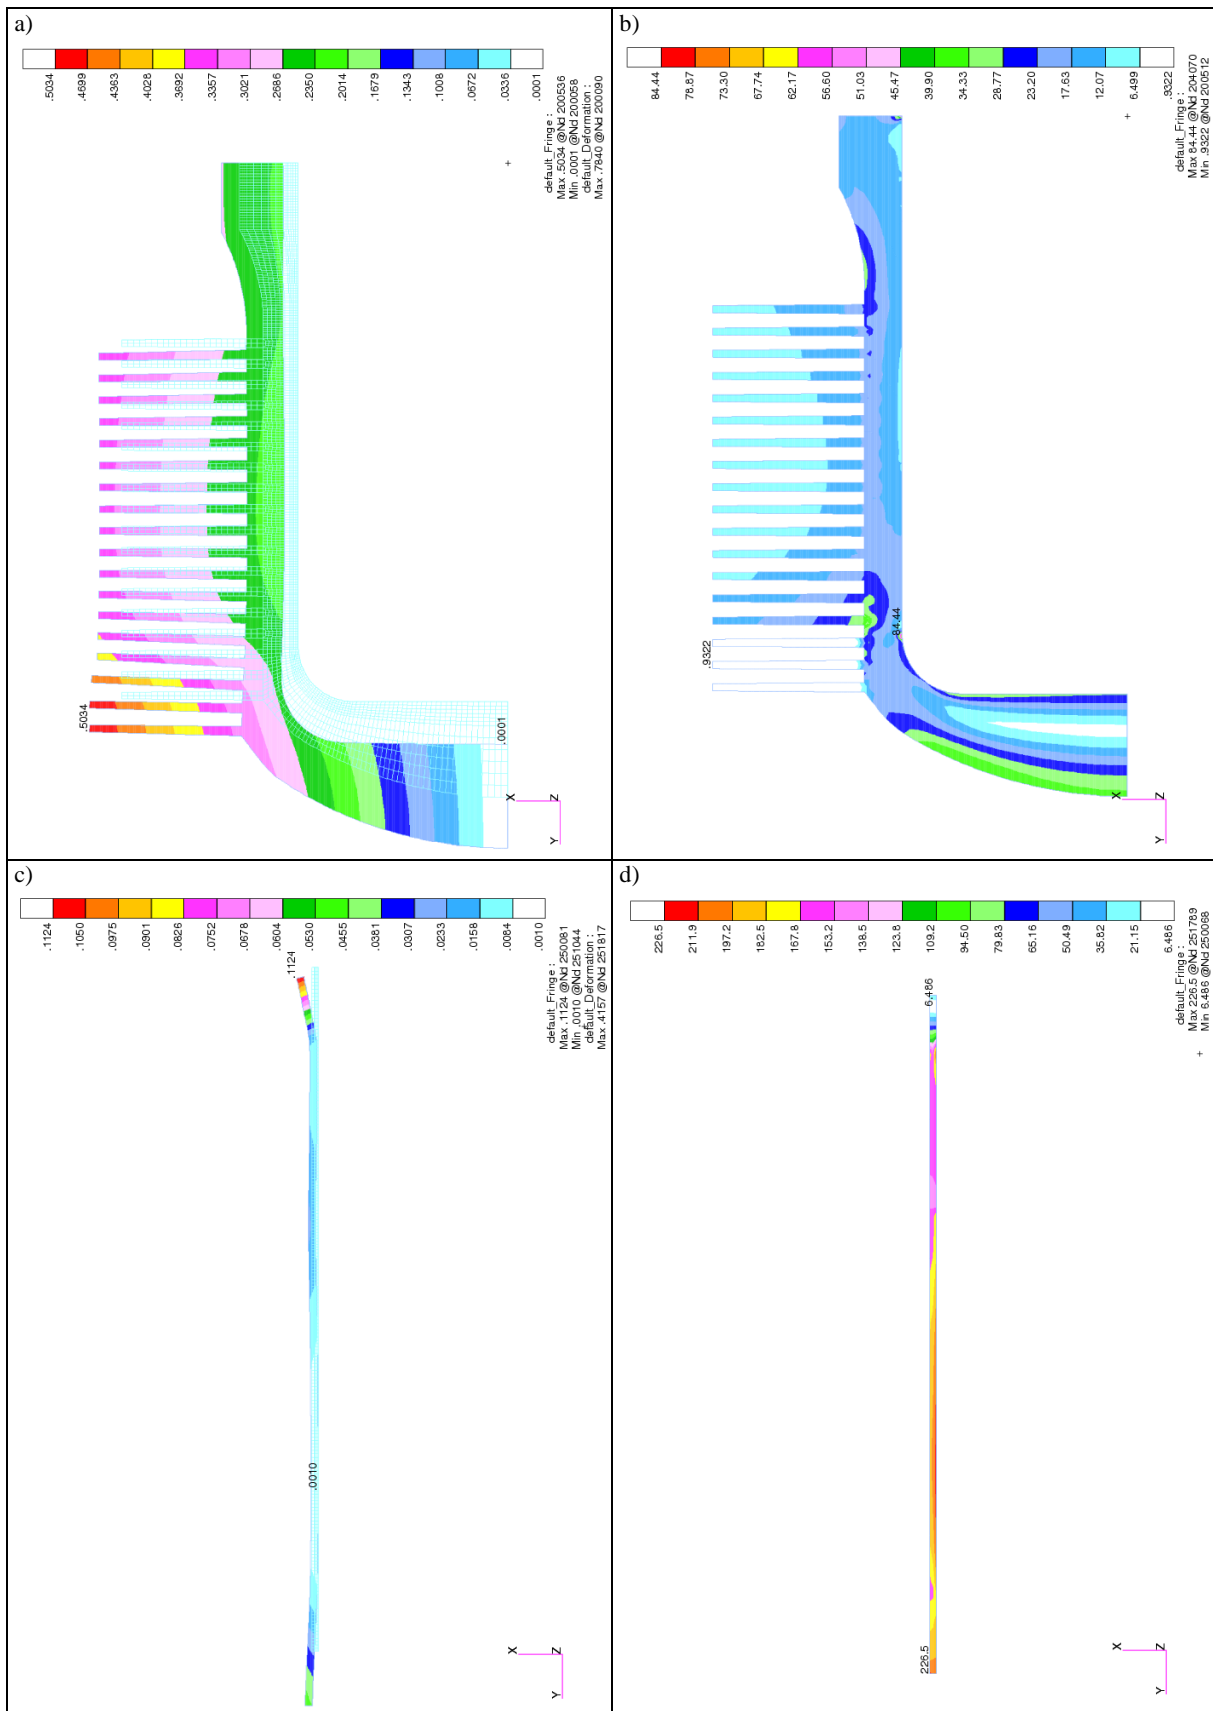 a)
.5034
.4699
.4363
.4028
.3692
.3357
.3021
.2686
.2350
.2014
.1679
.1343
.1008
.0672
.0336
.0001
default_Fringe :
Max .5034 @Nd 200536
Min .0001 @Nd 200058
default_Deformation :
Max .7840 @Nd 200090
.5034
.0001
X
Z
Y
b)
84.44
78.87
73.30
67.74
62.17
56.60
51.03
45.47
39.90
34.33
28.77
23.20
17.63
12.07
6.499
.9322
default_Fringe :
Max 84.44 @Nd 204070
Min .9322 @Nd 200512
.9322
84.44
X
Z
Y
c)
.1124
.1050
.0975
.0901
.0826
.0752
.0678
.0604
.0530
.0455
.0381
.0307
.0233
.0158
.0084
.0010
default_Fringe :
Max .1124 @Nd 250081
Min .0010 @Nd 251044
default_Deformation :
Max .4157 @Nd 251817
.1124
.0010
X
Z
Y
d)
226.5
211.9
197.2
182.5
167.8
153.2
138.5
123.8
109.2
94.50
79.83
65.16
50.49
35.82
21.15
6.486
default_Fringe :
Max 226.5 @Nd 251789
Min 6.486 @Nd 250068
6.486
226.5
X
Z
Y